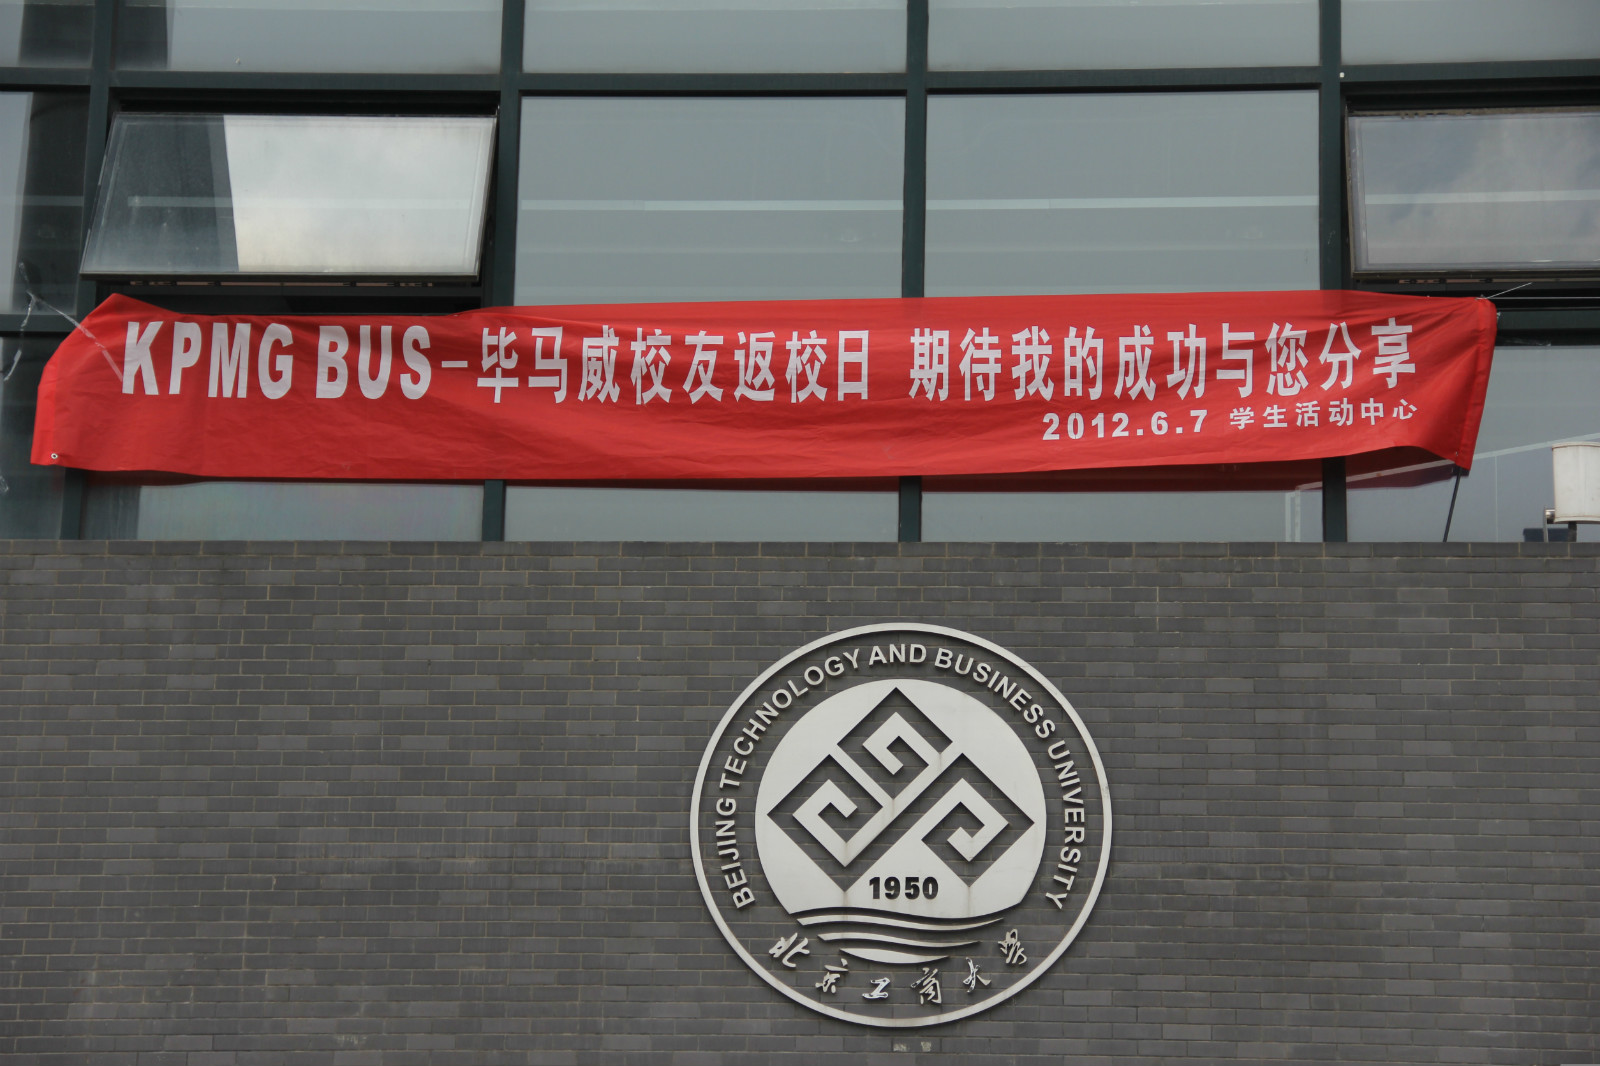 KPMG BUS-毕马威校友返校日 期待我的成功与您分享
2012.6.7 学生活动中心
BEIJING TECHNOLOGY AND BUSINESS UNIVERSITY
1950
北京工商大学